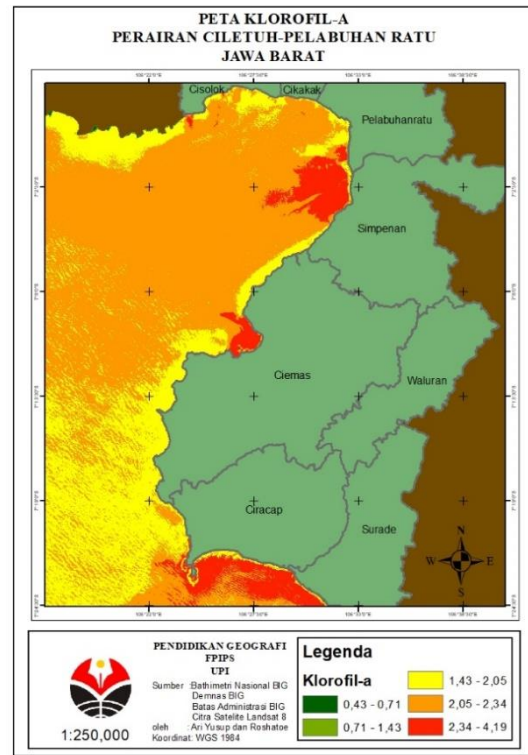 PETA KLOROFIL-A
PERAIRAN CILETUH-PELABUHAN RATU
JAWA BARAT
Cisolok
Cikakak
Pelabuhanratu
Simpenan
Ciemas
Waluran
Ciracap
Surade
N
W E
S
1:250,000
PENDIDIKAN GEOGRAFI
FPIPS
UPI
Sumber :Bathimetri Nasional BIG
Demnas BIG
Batas Administrasi BIG
Citra Satelite Landsat 8
oleh : Ari Yusup dan Roshatoe
Koordinat: WGS 1984
Legenda
Klorofil-a
0,43 - 0,71
0,71 - 1,43
1,43 - 2,05
2,05 - 2,34
2,34 - 4,19